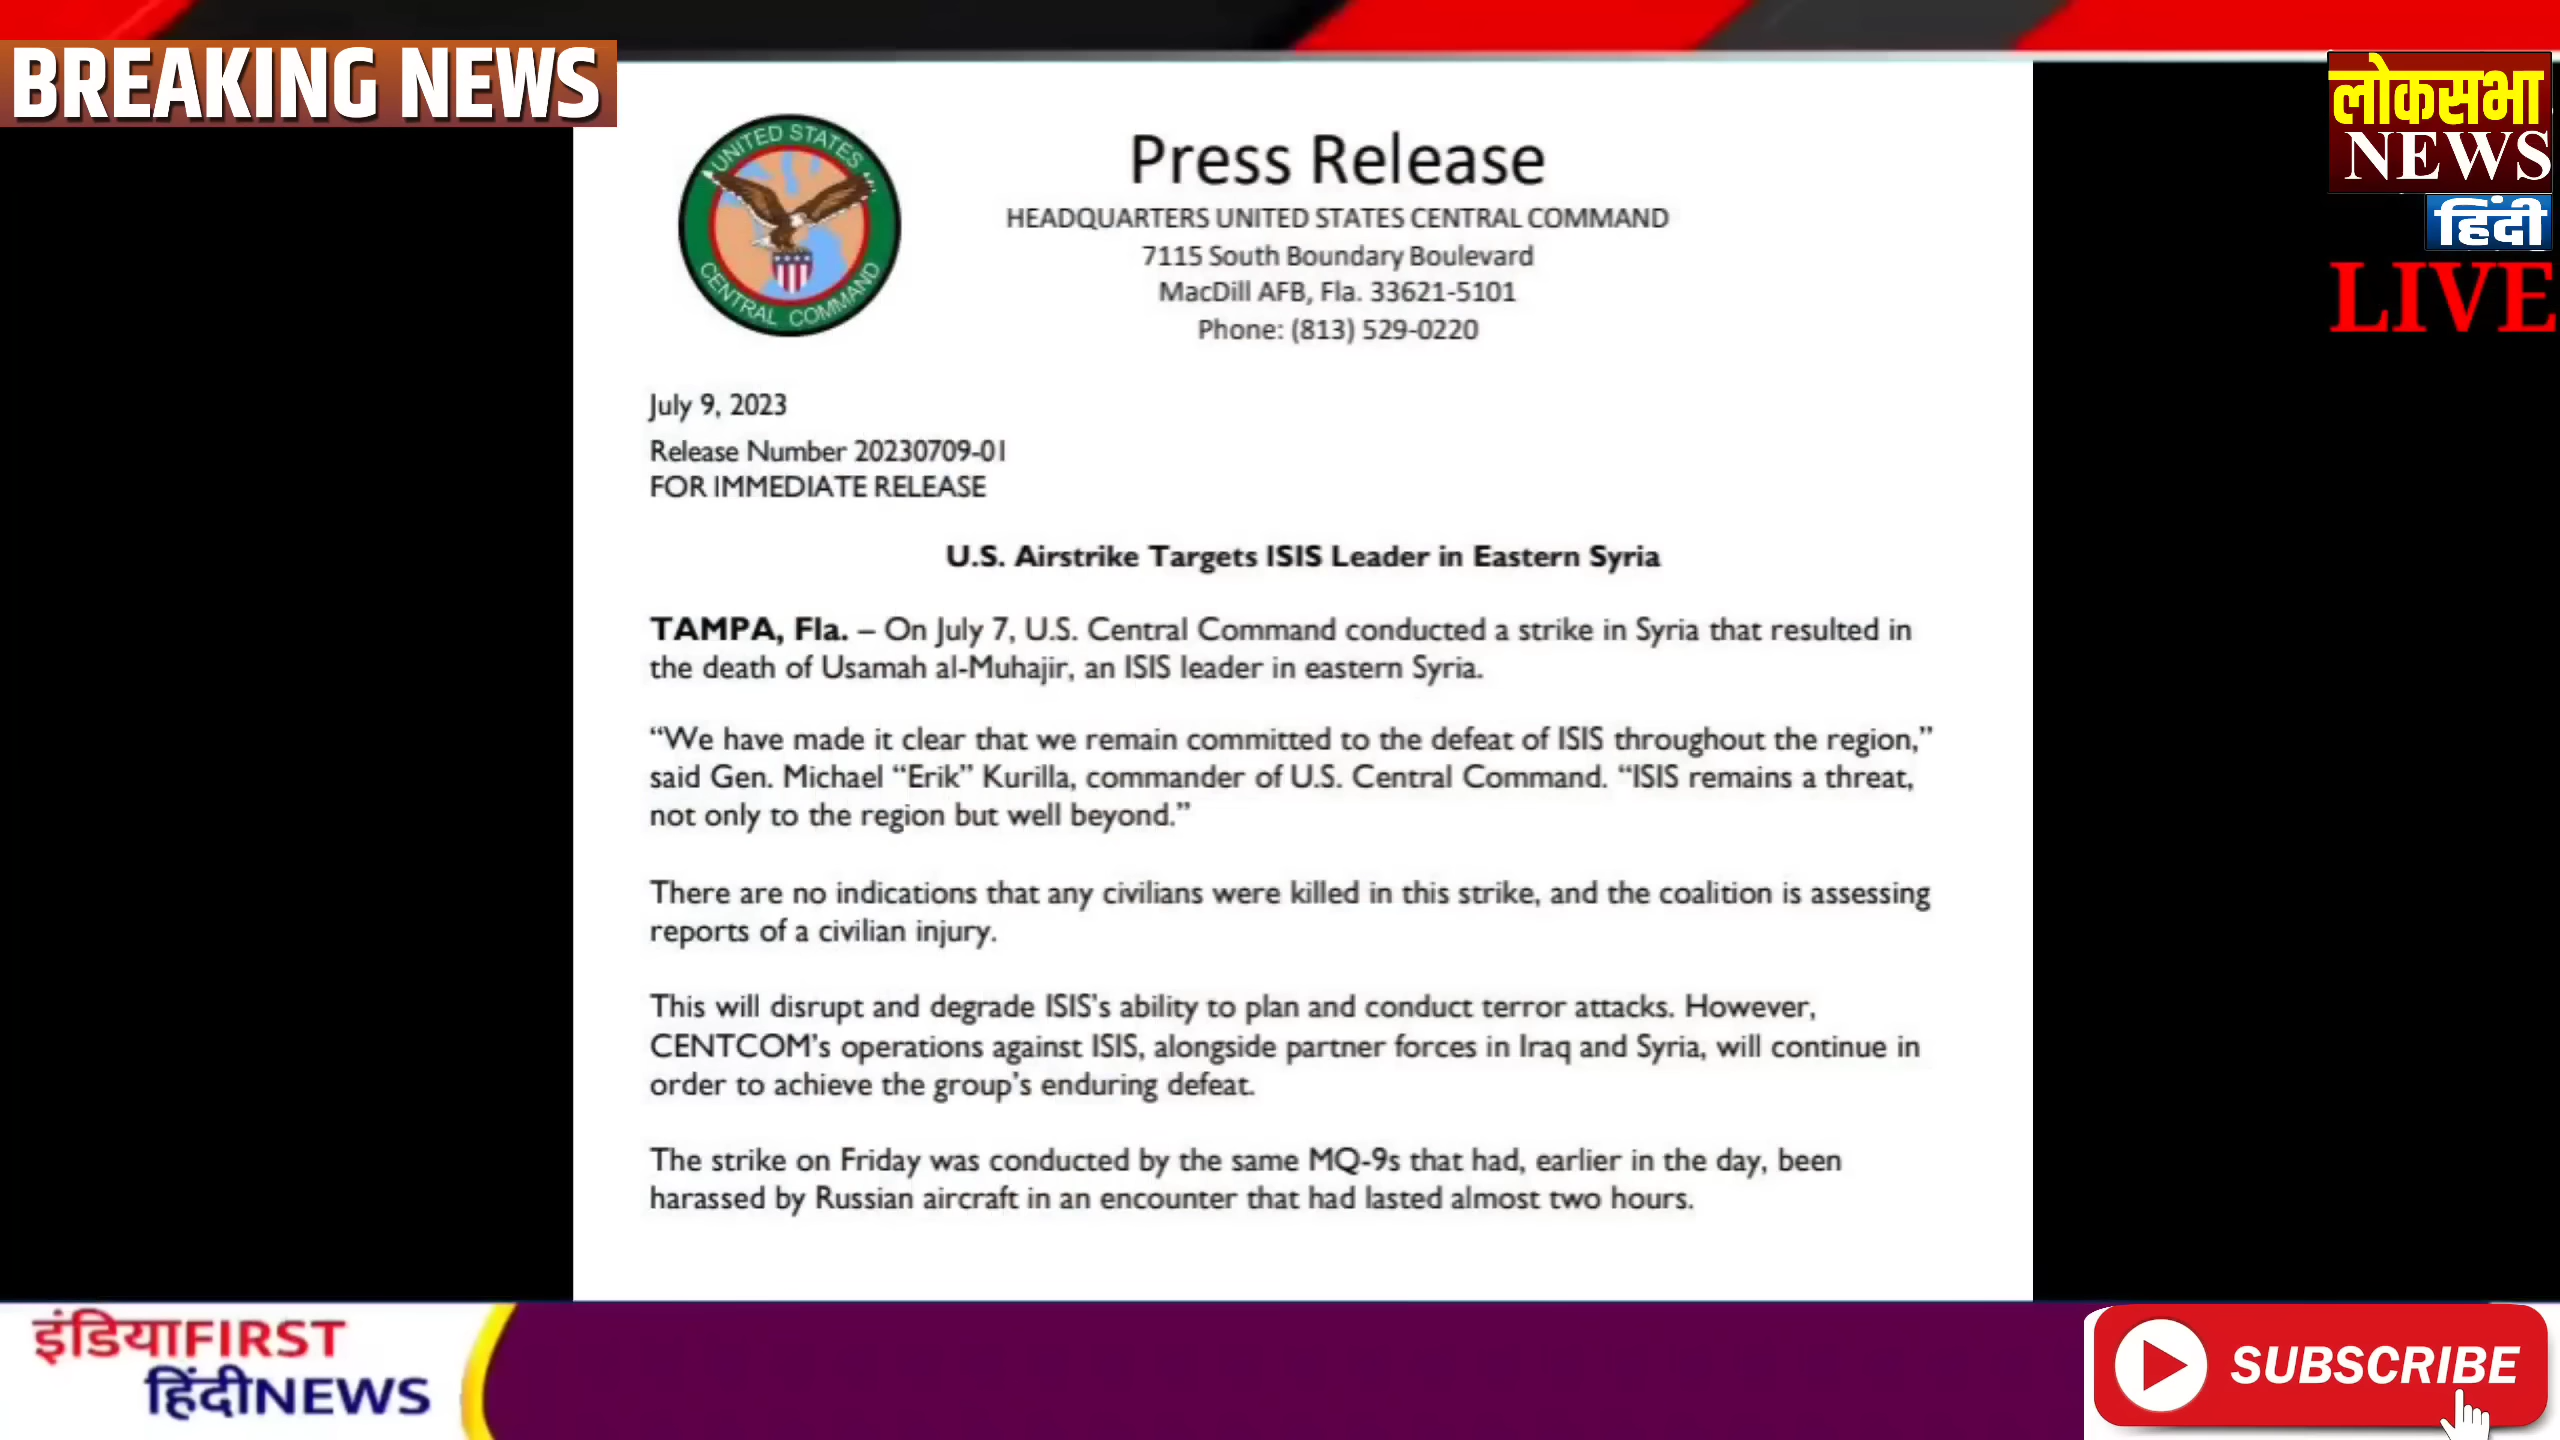 BREAKING NEWS
लोकसभा
NEWS
हिंदी
LIVE
UNITED STATES
CENTRAL COMMAND
Press Release
HEADQUARTERS UNITED STATES CENTRAL COMMAND
7115 South Boundary Boulevard
MacDill AFB, Fla. 33621-5101
Phone: (813) 529-0220
July 9, 2023
Release Number 20230709-01
FOR IMMEDIATE RELEASE
U.S. Airstrike Targets ISIS Leader in Eastern Syria
TAMPA, Fla. – On July 7, U.S. Central Command conducted a strike in Syria that resulted in
the death of Usamah al-Muhajir, an ISIS leader in eastern Syria.
“We have made it clear that we remain committed to the defeat of ISIS throughout the region,”
said Gen. Michael “Erik” Kurilla, commander of U.S. Central Command. “ISIS remains a threat,
not only to the region but well beyond.”
There are no indications that any civilians were killed in this strike, and the coalition is assessing
reports of a civilian injury.
This will disrupt and degrade ISIS’s ability to plan and conduct terror attacks. However,
CENTCOM’s operations against ISIS, alongside partner forces in Iraq and Syria, will continue in
order to achieve the group’s enduring defeat.
The strike on Friday was conducted by the same MQ-9s that had, earlier in the day, been
harassed by Russian aircraft in an encounter that had lasted almost two hours.
इंडियाFIRST
हिंदीNEWS
SUBSCRIBE